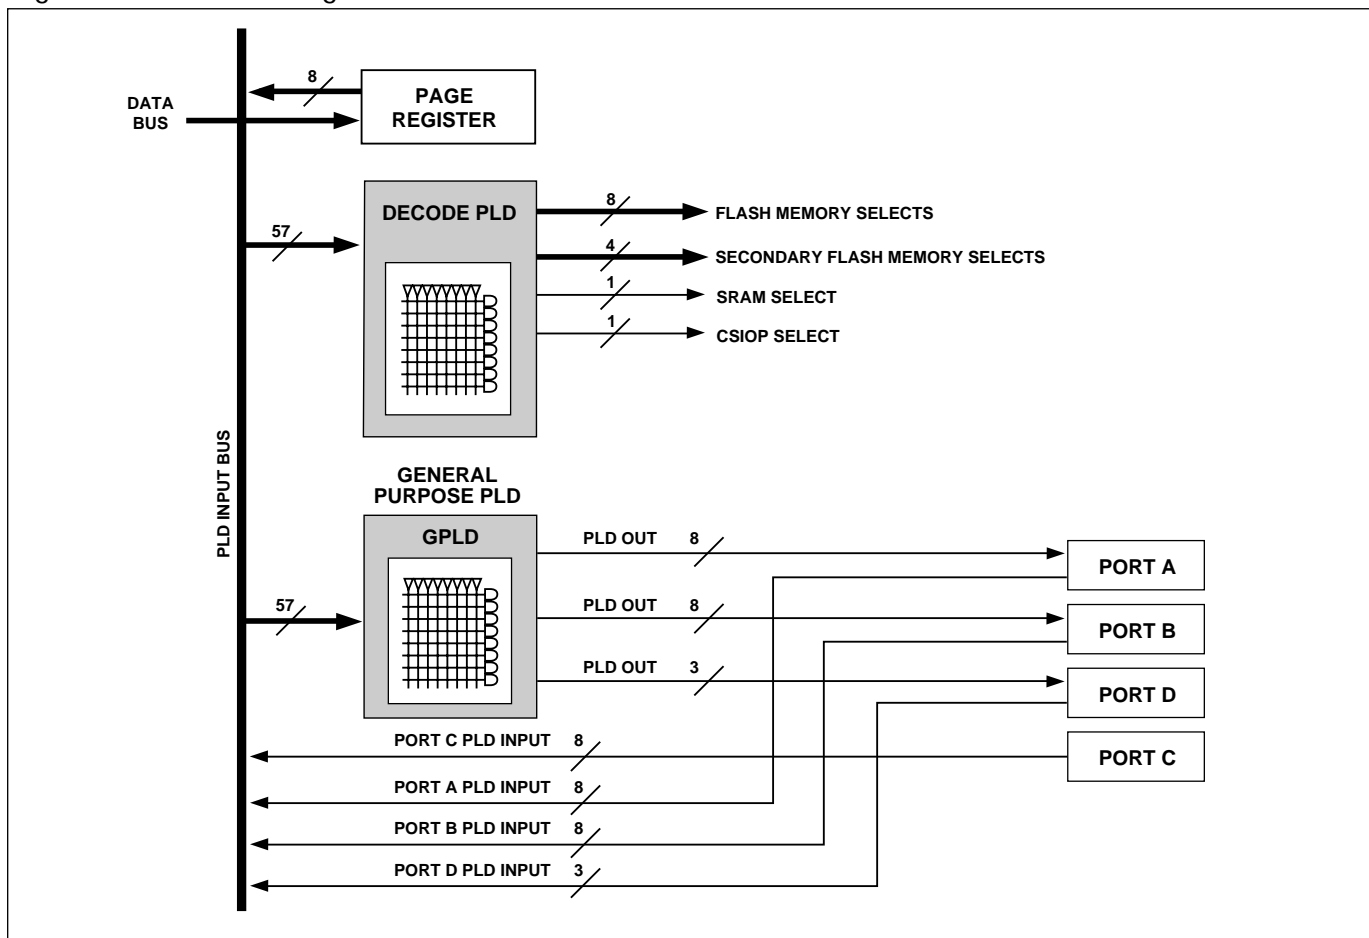 8
PAGE
REGISTER
DATA
BUS
DECODE PLD
8
FLASH MEMORY SELECTS
57
4
SECONDARY FLASH MEMORY SELECTS
1
SRAM SELECT
1
CSIOP SELECT
PLD INPUT BUS
GENERAL
PURPOSE PLD
GPLD
PLD OUT 8
PORT A
57
PLD OUT 8
PORT B
PLD OUT 3
PORT D
PORT C PLD INPUT 8
PORT C
PORT A PLD INPUT 8
PORT B PLD INPUT 8
PORT D PLD INPUT 3